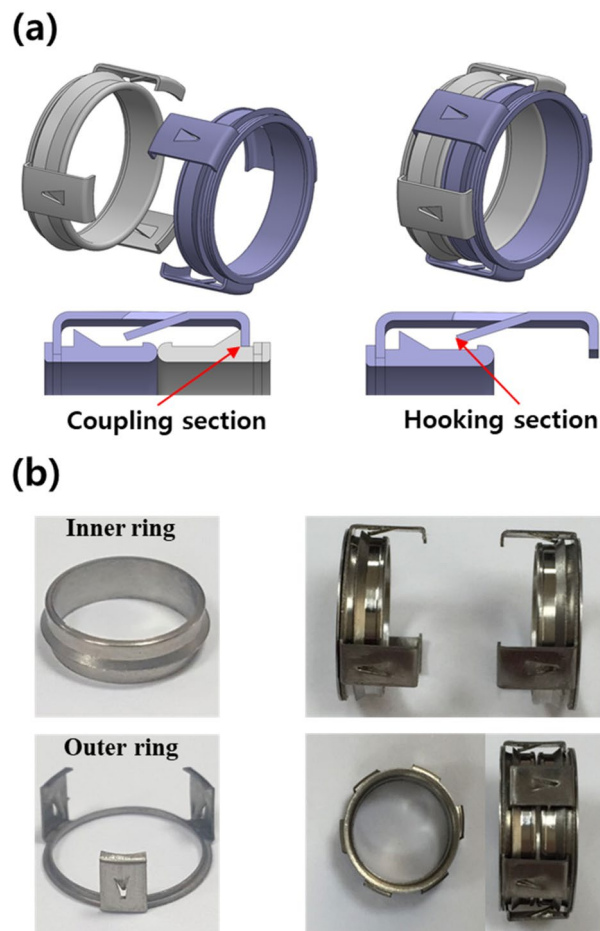 (a)
Coupling section
Hooking section
(b)
Inner ring
Outer ring